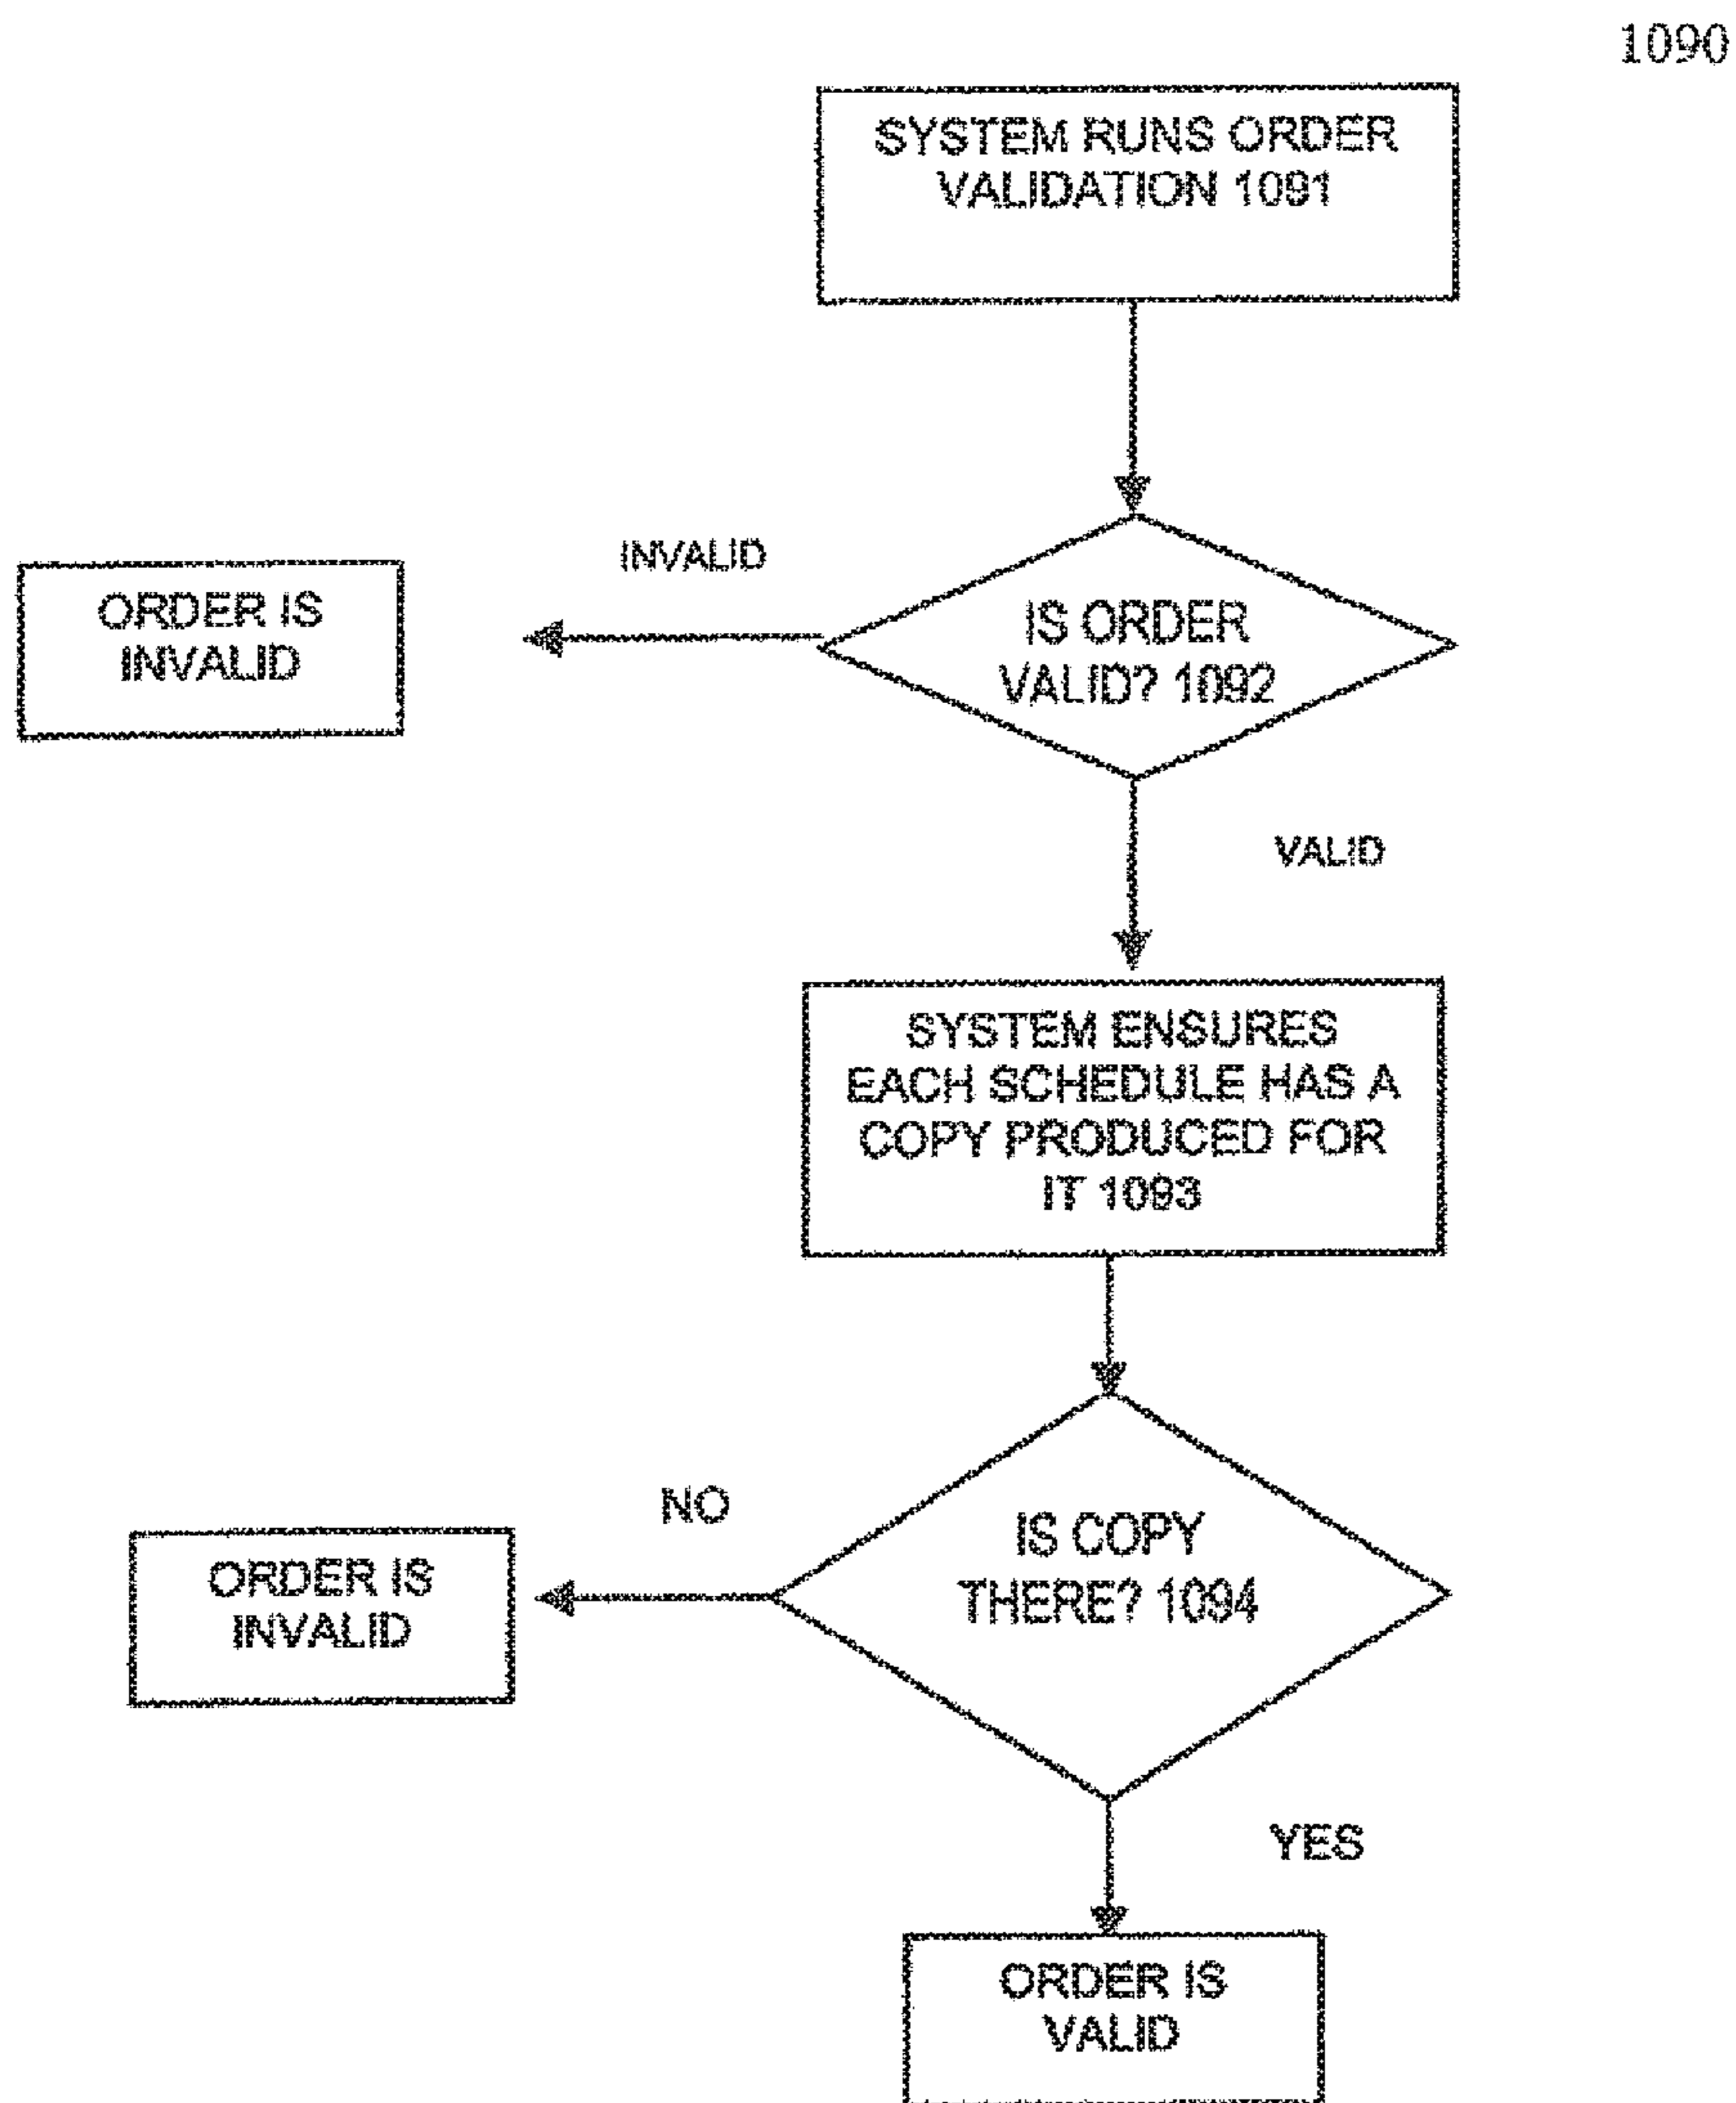 1090
SYSTEM RUNS ORDER
VALIDATION 1091
INVALID
ORDER IS
INVALID
IS ORDER
VALID? 1092
VALID
SYSTEM ENSURES
EACH SCHEDULE HAS A
COPY PRODUCED FOR
IT 1093
NO
ORDER IS
INVALID
IS COPY
THERE? 1094
YES
ORDER IS
VALID